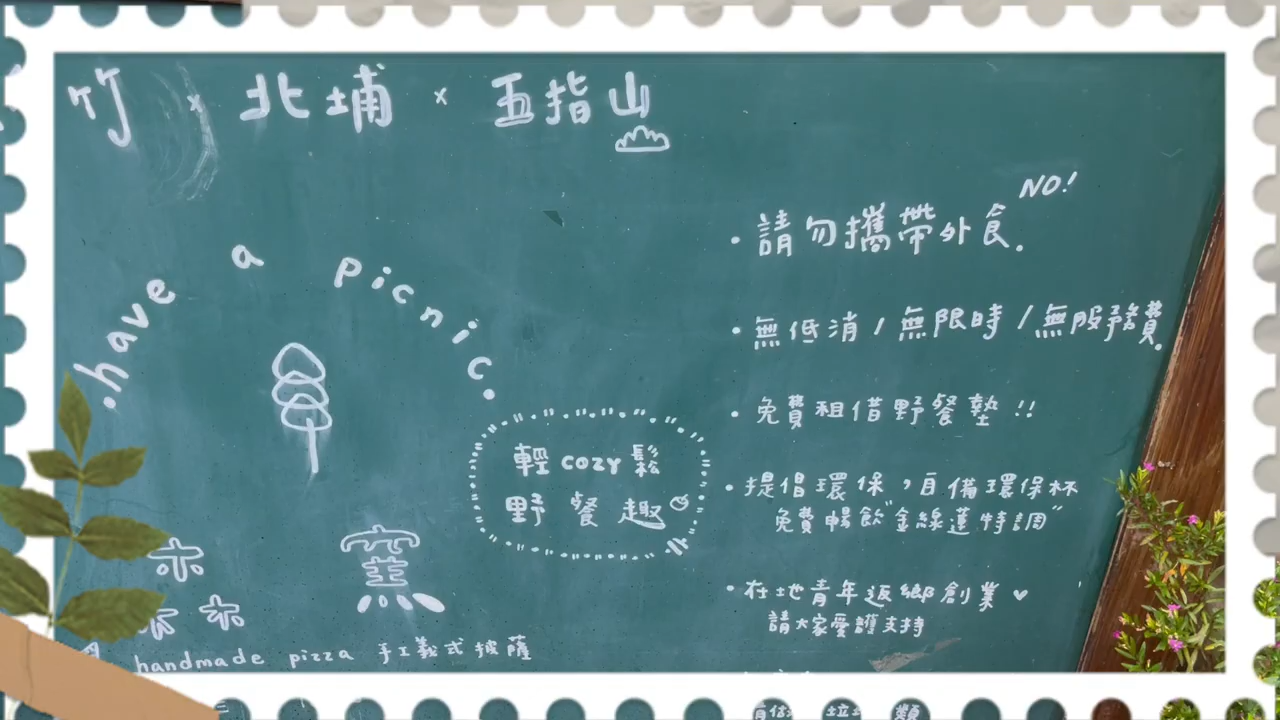 竹 x 北埔 x 五指山
.have a picnic.
輕 cozy 鬆
野餐趣
森
窯
handmade pizza 手工義式披薩
NO!
・請勿攜帶外食.
・無低消 / 無限時 / 無服務費.
・免費租借野餐墊 !!
・提倡環保，自備環保杯
免費暢飲"金線蓮特調"
・在地青年返鄉創業 ♥
請大家愛護支持